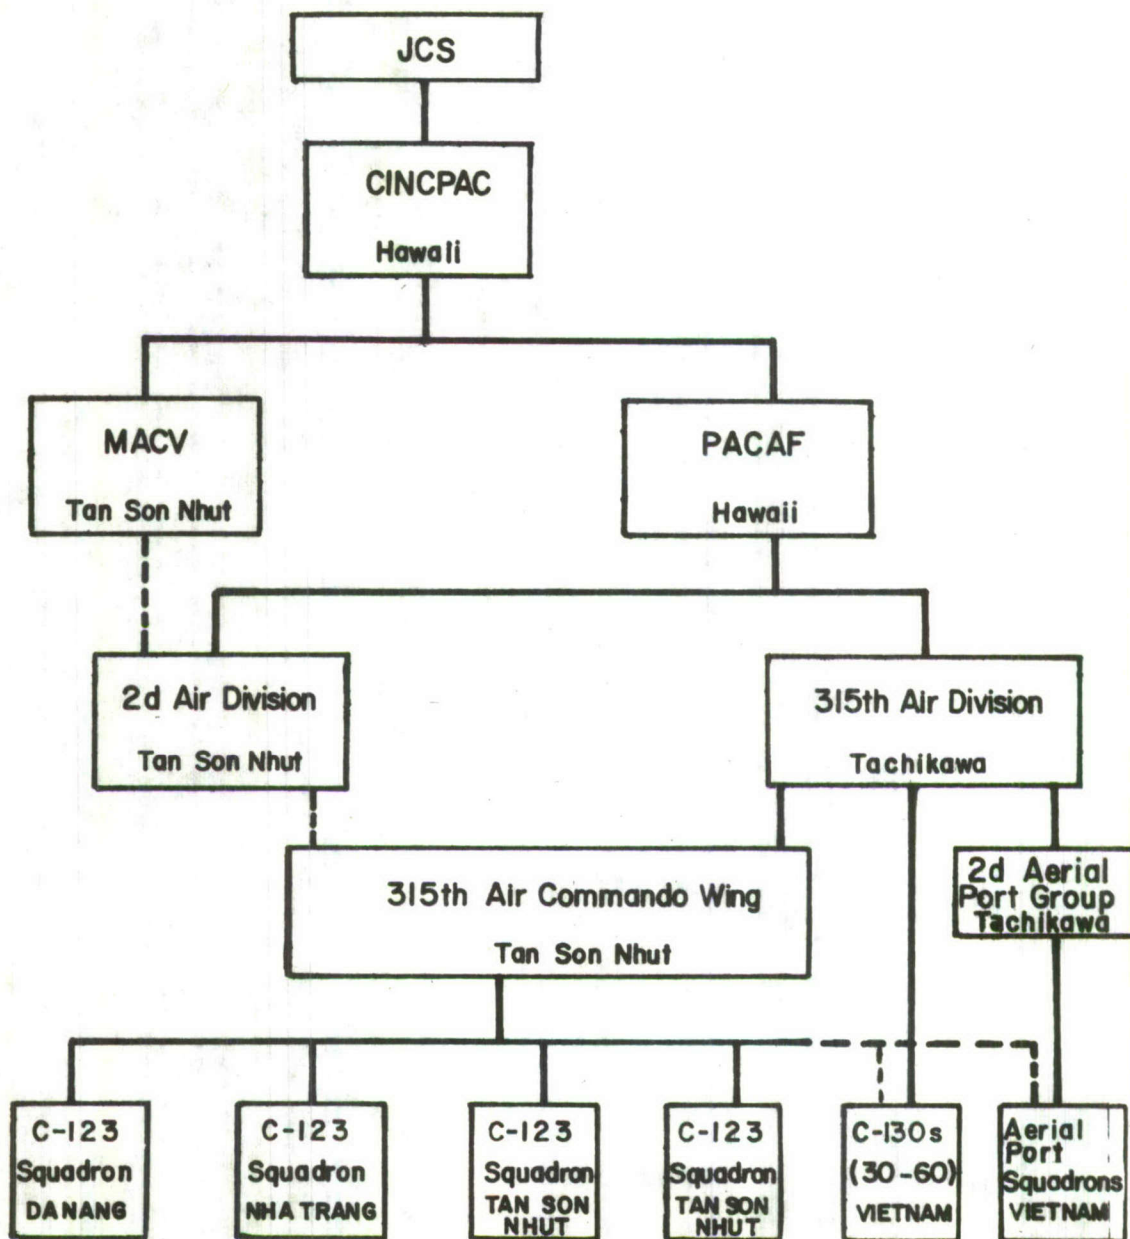 JCS
CINCPAC
Hawaii
MACV
Tan Son Nhut
PACAF
Hawaii
2d Air Division
Tan Son Nhut
315th Air Division
Tachikawa
315th Air Commando Wing
Tan Son Nhut
2d Aerial
Port Group
Tachikawa
C-123
Squadron
DANANG
C-123
Squadron
NHA TRANG
C-123
Squadron
TAN SON
NHUT
C-123
Squadron
TAN SON
NHUT
C-130s
(30-60)
VIETNAM
Aerial
Port
Squadrons
VIETNAM